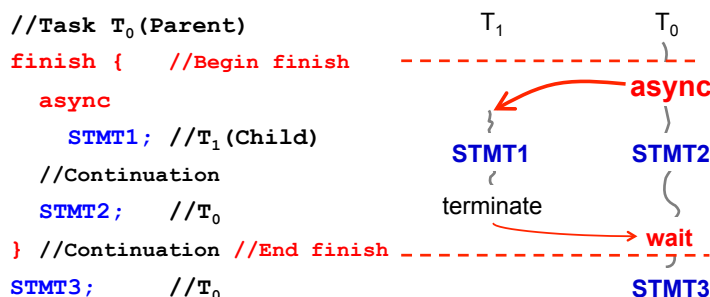 //Task T₀(Parent)
finish { //Begin finish
async
STMT1; //T₁(Child)
//Continuation
STMT2; //T₀
} //Continuation //End finish
STMT3; //T₀
T₁ T₀
async
STMT1 STMT2
terminate
wait
STMT3